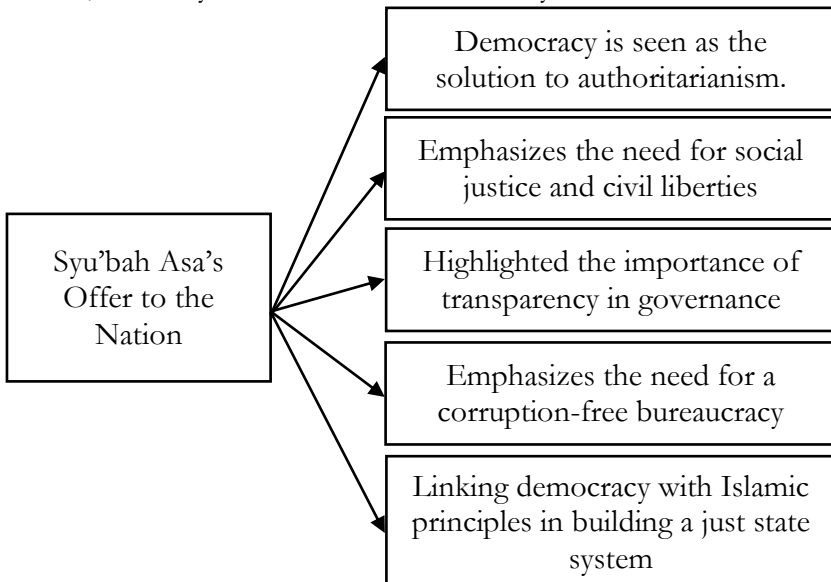 Democracy is seen as the
solution to authoritarianism.
Emphasizes the need for social
justice and civil liberties
Syu'bah Asa's
Offer to the
Nation
Highlighted the importance of
transparency in governance
Emphasizes the need for a
corruption-free bureaucracy
Linking democracy with Islamic
principles in building a just state
system